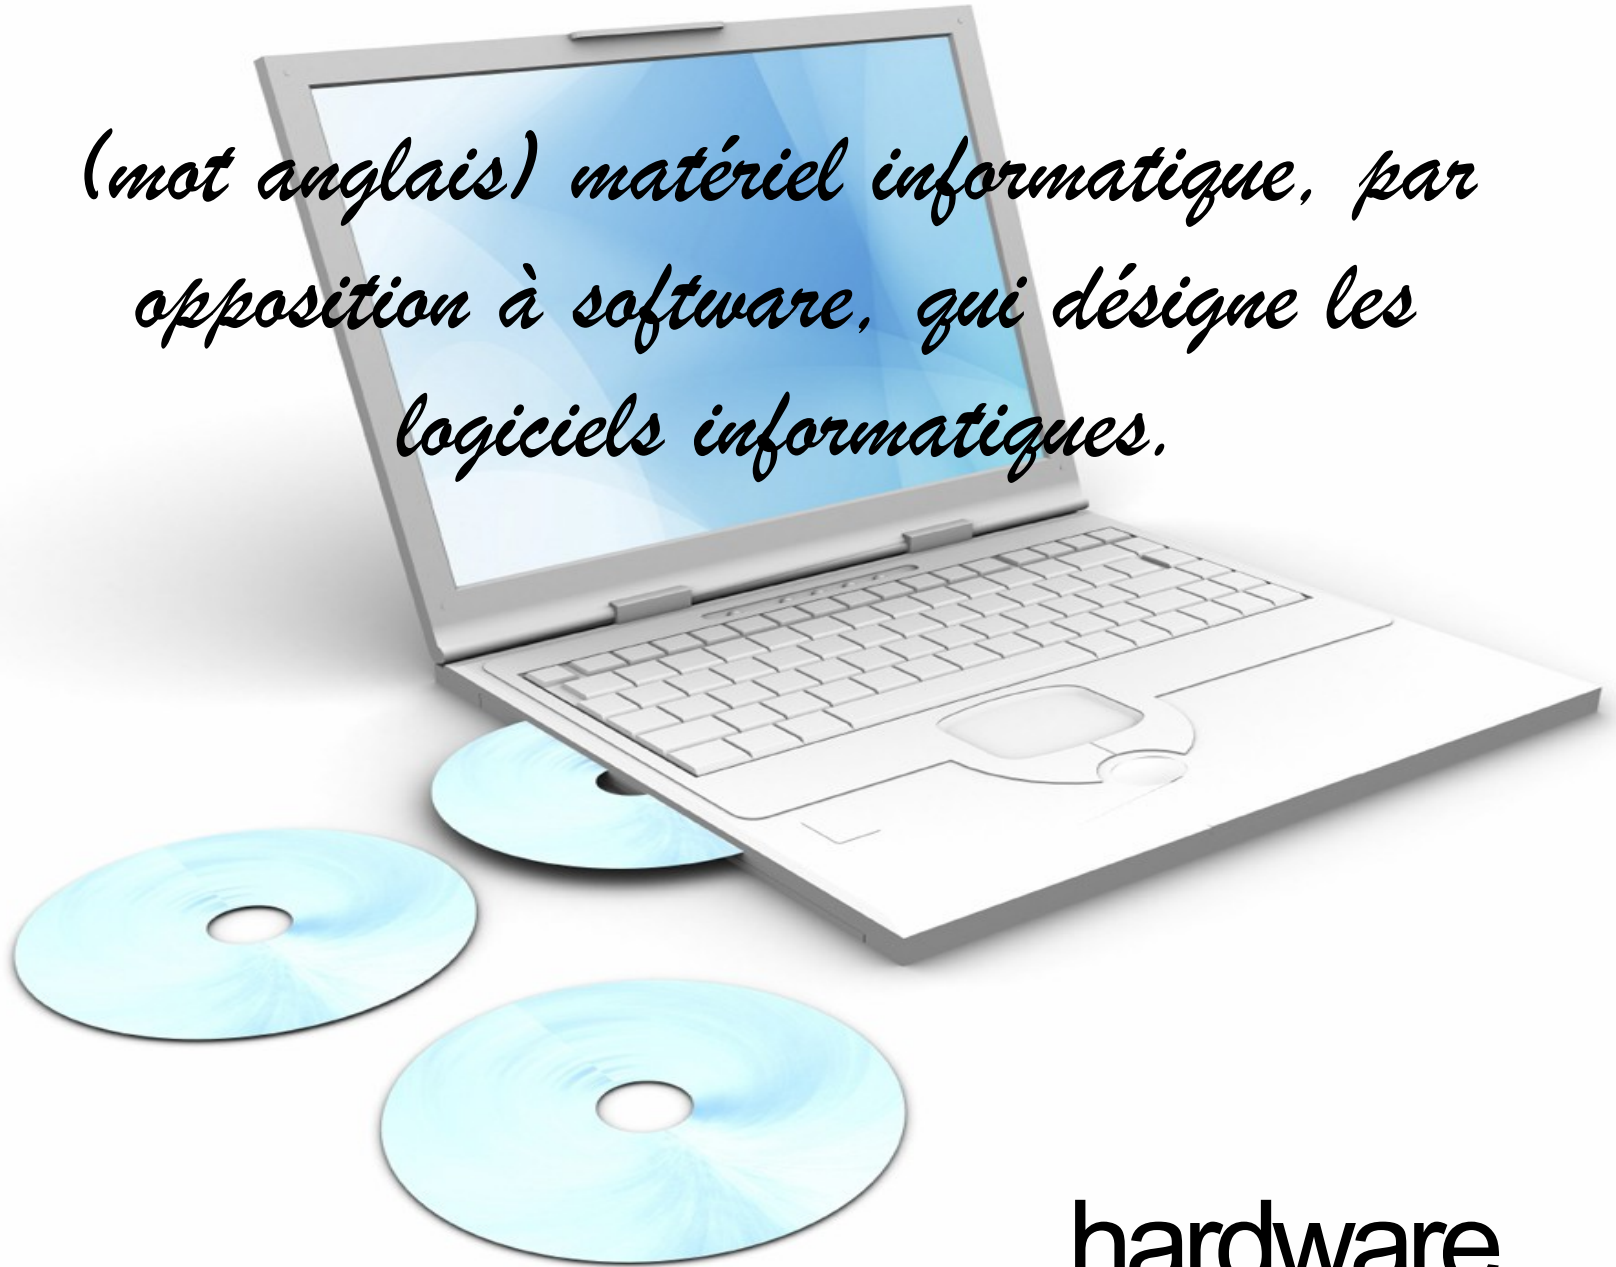 (mot anglais) matériel informatique, par
opposition à software, qui désigne les
logiciels informatiques.
hardware